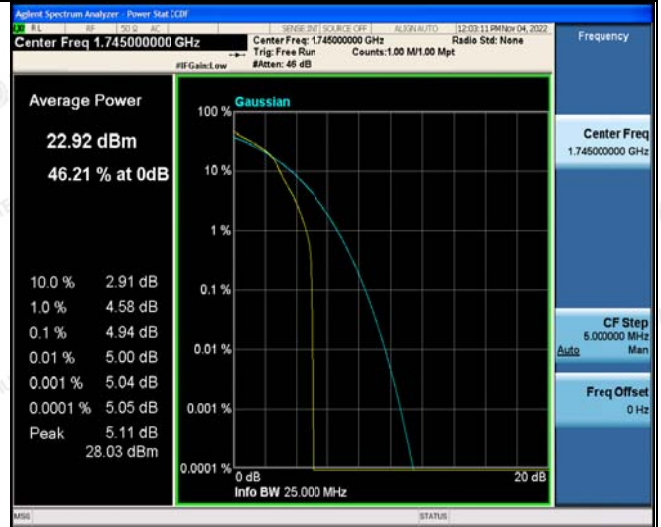 Agilent Spectrum Analyzer - Power Stat CCDF
RL RF 50 Ω AC SENSE:INT SOURCE OFF ALIGN AUTO 12:03:11 PM Nov 04, 2022
Center Freq 1.745000000 GHz
Center Freq: 1.745000000 GHz Radio Std: None
Trig: Free Run Counts:1.00 M/1.00 Mpt
#IFGain:Low #Atten: 46 dB
Frequency
Average Power
22.92 dBm
46.21 % at 0dB
10.0 % 2.91 dB
1.0 % 4.58 dB
0.1 % 4.94 dB
0.01 % 5.00 dB
0.001 % 5.04 dB
0.0001 % 5.05 dB
Peak 5.11 dB
28.03 dBm
Gaussian
100 %
10 %
1 %
0.1 %
0.01 %
0.001 %
0.0001 %
0 dB 20 dB
Info BW 25.000 MHz
Center Freq
1.745000000 GHz
CF Step
5.000000 MHz
Auto Man
Freq Offset
0 Hz
MSG STATUS